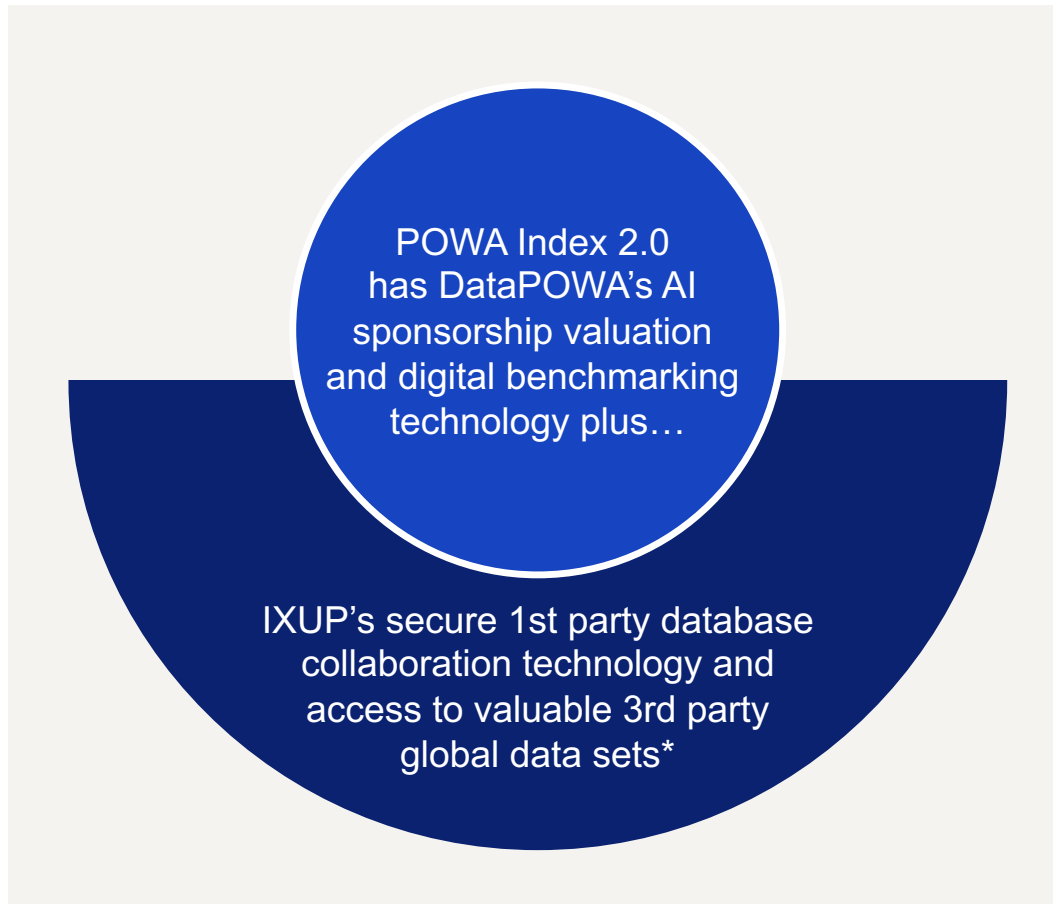 POWA Index 2.0
has DataPOWA’s AI
sponsorship valuation
and digital benchmarking
technology plus…
IXUP’s secure 1st party database
collaboration technology and
access to valuable 3rd party
global data sets*